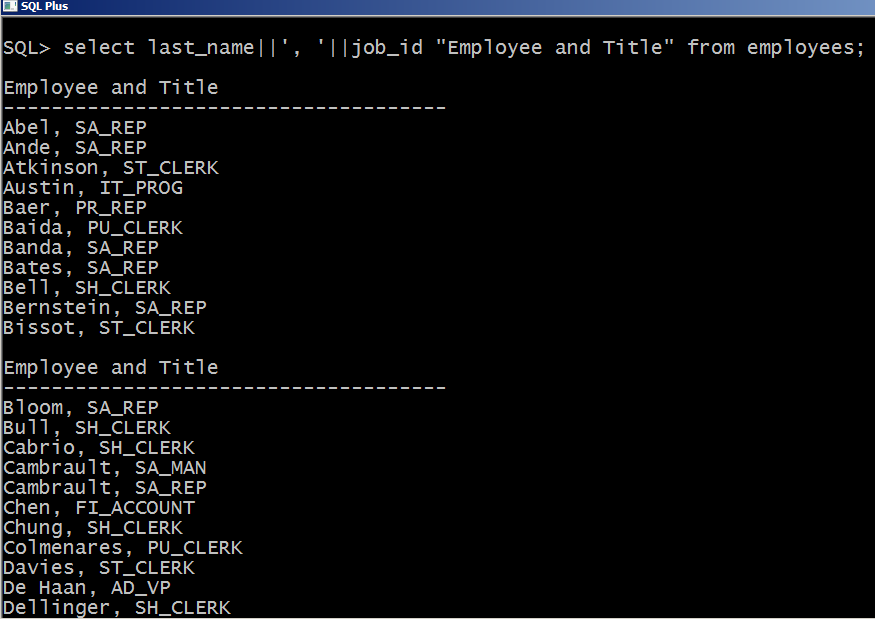 SQL Plus
SQL> select last_name||', '||job_id "Employee and Title" from employees;
Employee and Title
-------------------------------------
Abel, SA_REP
Ande, SA_REP
Atkinson, ST_CLERK
Austin, IT_PROG
Baer, PR_REP
Baida, PU_CLERK
Banda, SA_REP
Bates, SA_REP
Bell, SH_CLERK
Bernstein, SA_REP
Bissot, ST_CLERK
Employee and Title
-------------------------------------
Bloom, SA_REP
Bull, SH_CLERK
Cabrio, SH_CLERK
Cambrault, SA_MAN
Cambrault, SA_REP
Chen, FI_ACCOUNT
Chung, SH_CLERK
Colmenares, PU_CLERK
Davies, ST_CLERK
De Haan, AD_VP
Dellinger, SH_CLERK